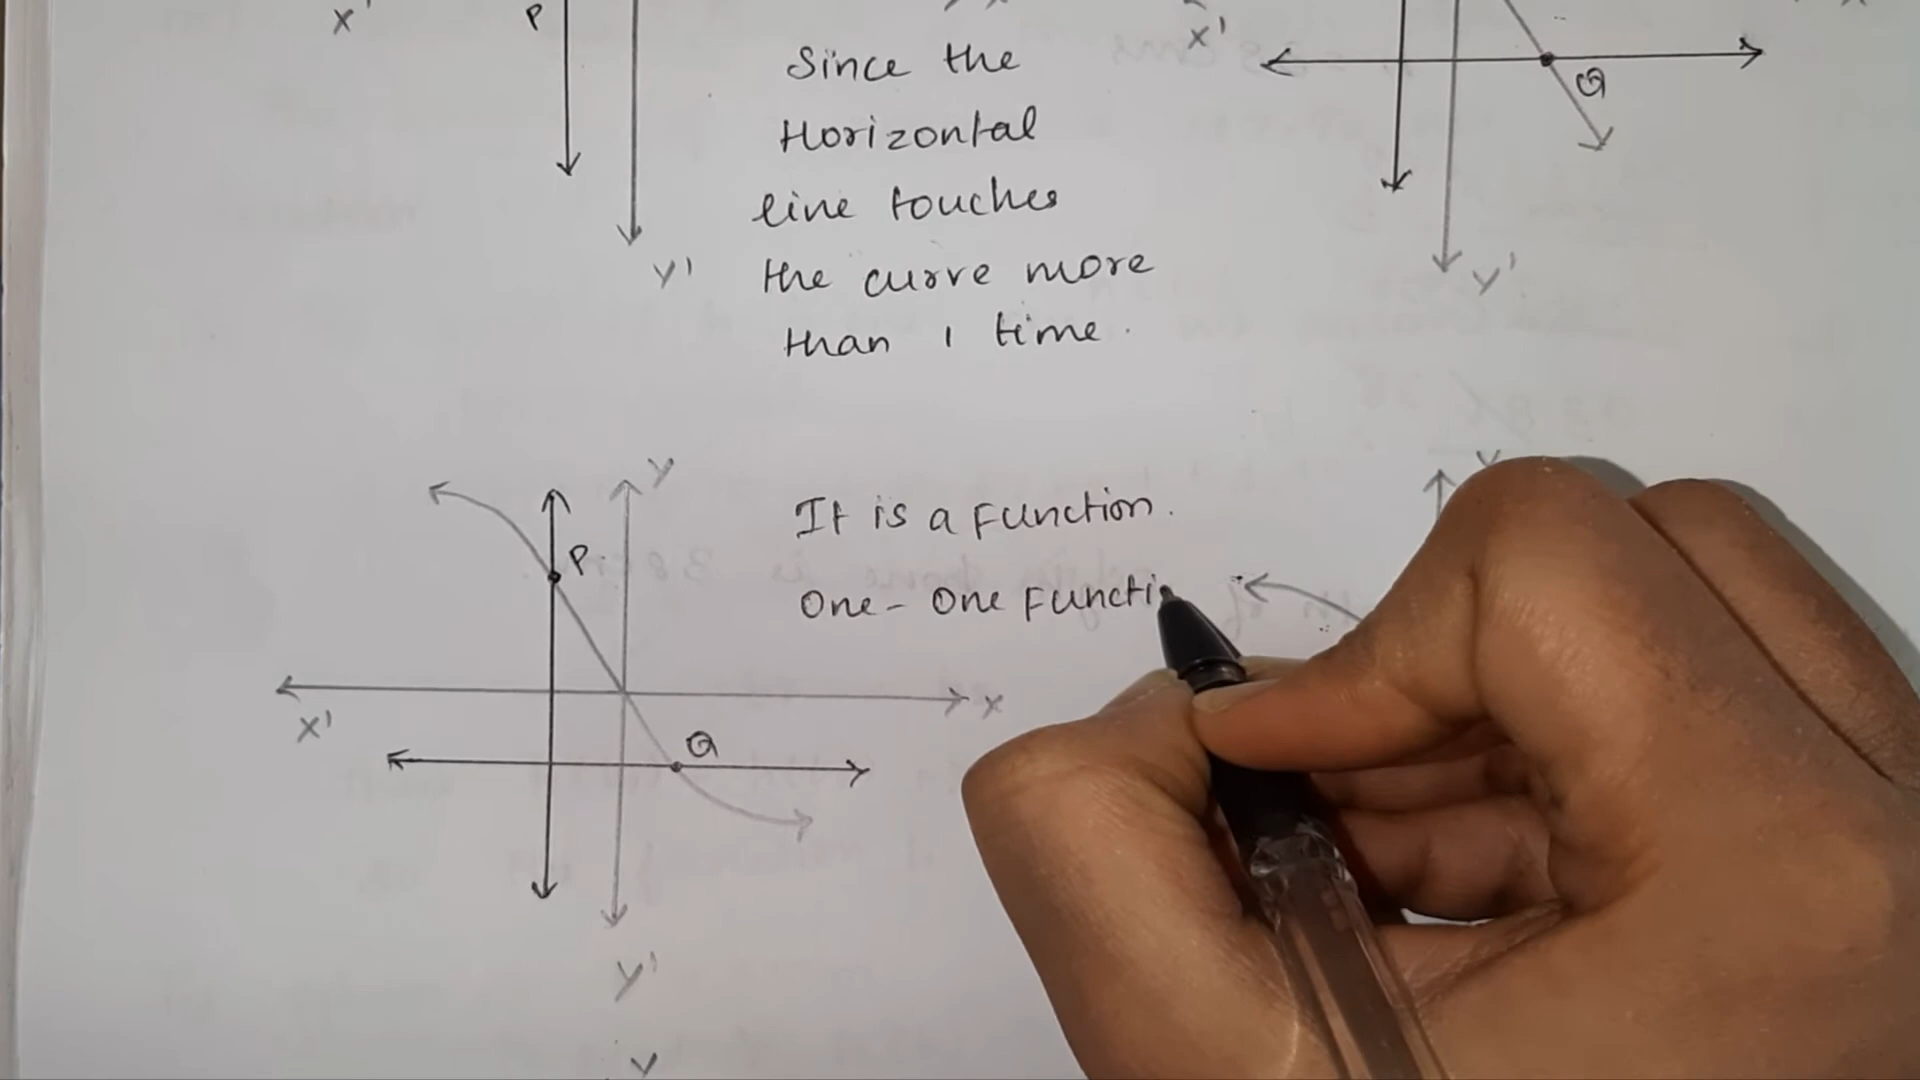 X'
P
Since the
Horizontal
line touches
the curve more
than 1 time.
Y'
X'
Q
Y'
Y
P
It is a Function.
One - One Functi
X'
X
Q
Y'
Y